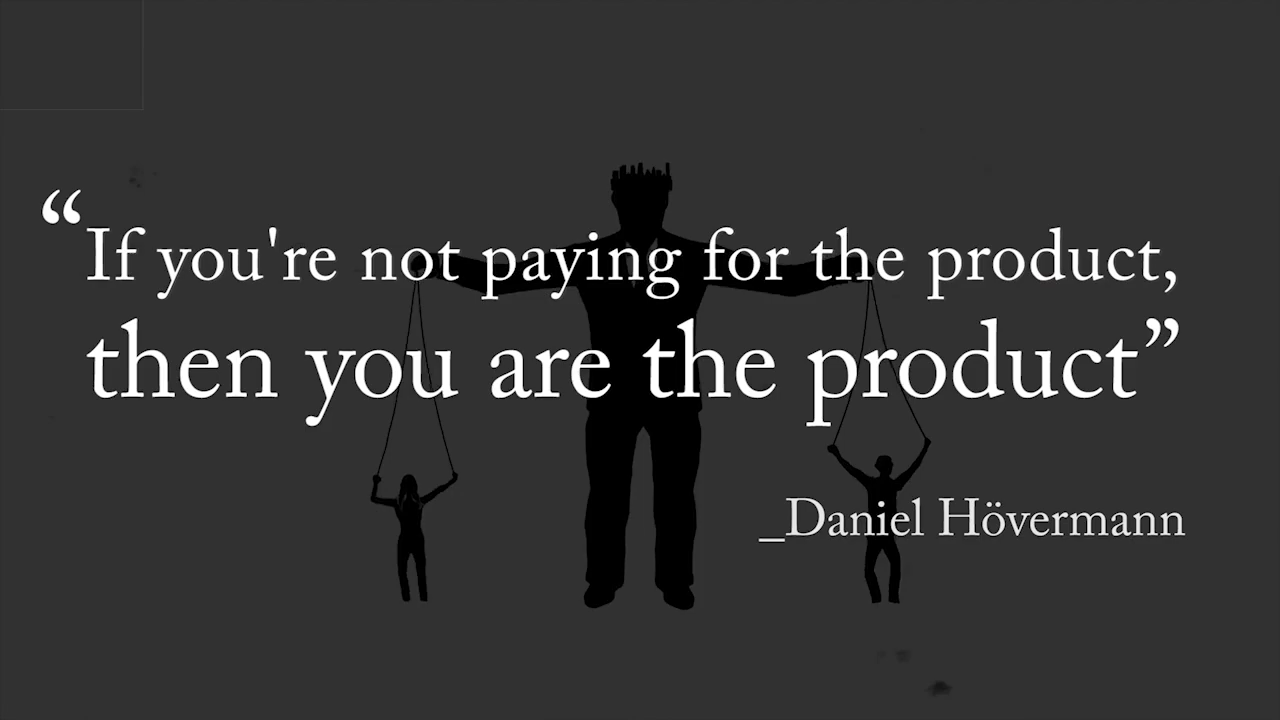 “If you're not paying for the product,
then you are the product”
_Daniel Hövermann